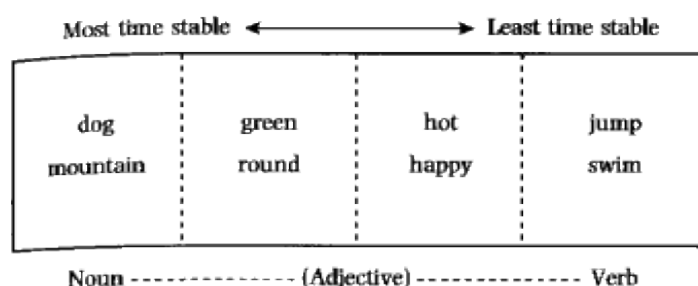 Most time stable Least time stable
dog green hot jump
mountain round happy swim
Noun (Adjective) Verb